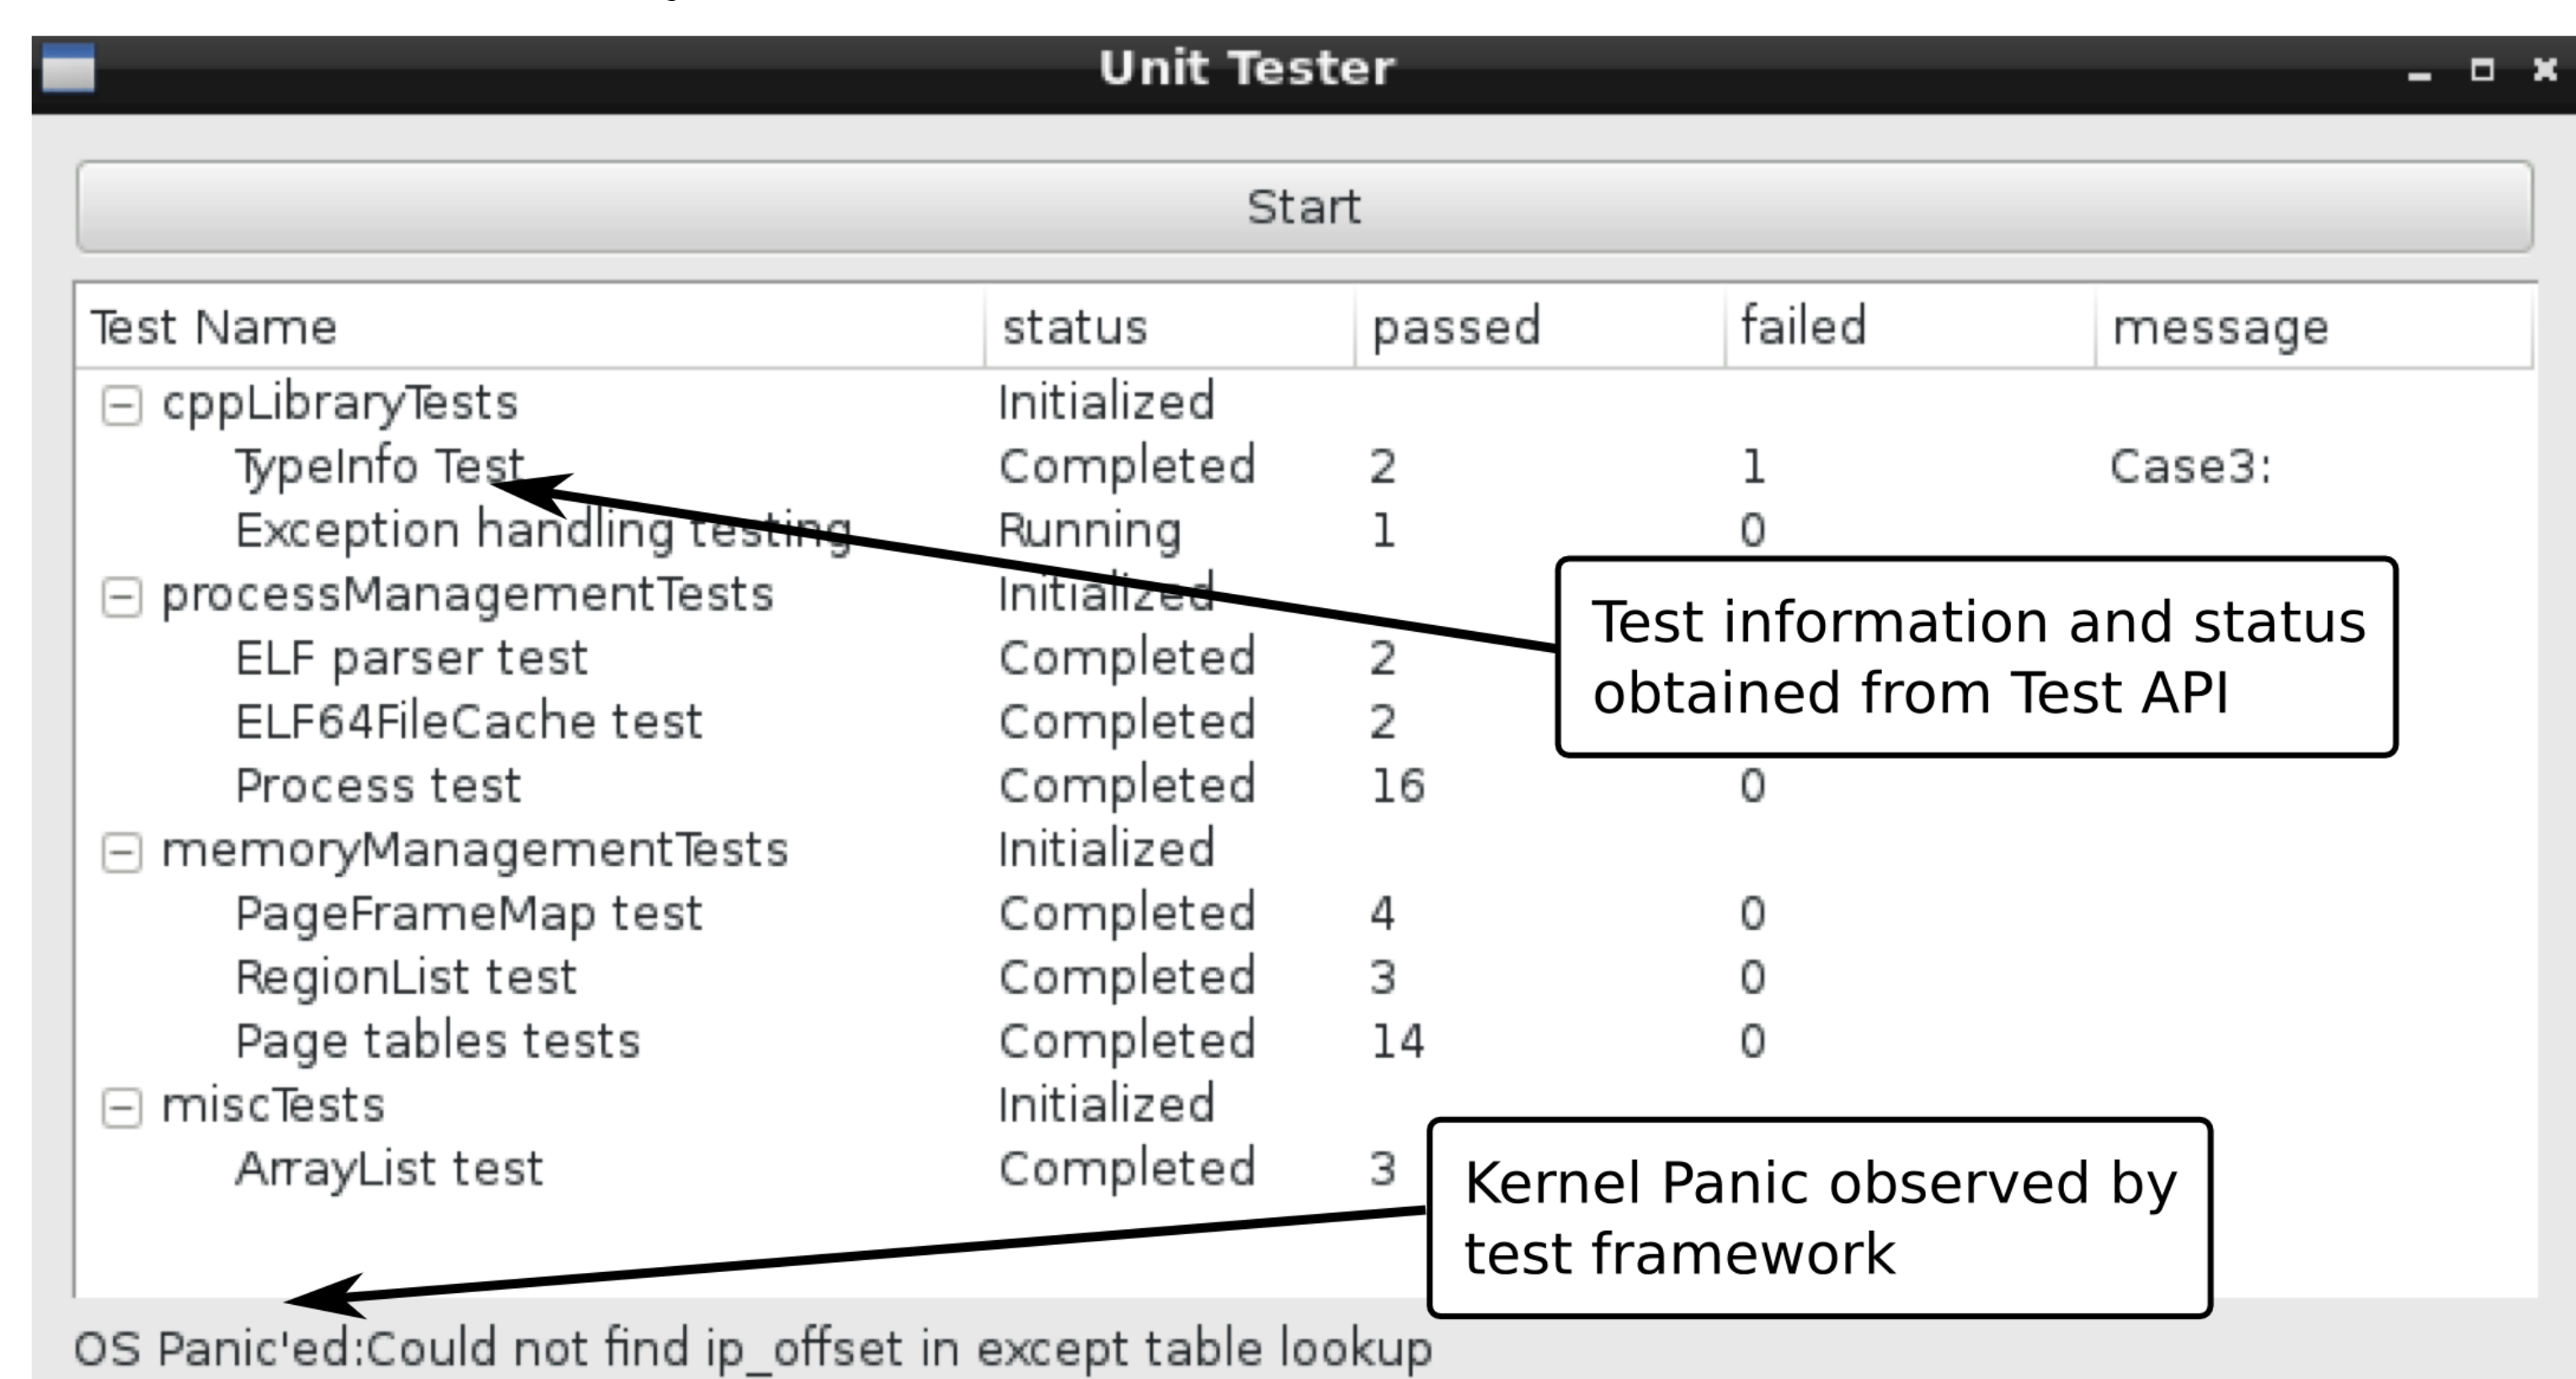 Unit Tester
Start
Test Name status passed failed message
cppLibraryTests Initialized
TypeInfo Test Completed 2 1 Case3:
Exception handling testing Running 1 0
processManagementTests Initialized
ELF parser test Completed 2
ELF64FileCache test Completed 2
Test information and status
obtained from Test API
Process test Completed 16 0
memoryManagementTests Initialized
PageFrameMap test Completed 4 0
RegionList test Completed 3 0
Page tables tests Completed 14 0
miscTests Initialized
ArrayList test Completed 3
Kernel Panic observed by
test framework
OS Panic'ed:Could not find ip_offset in except table lookup